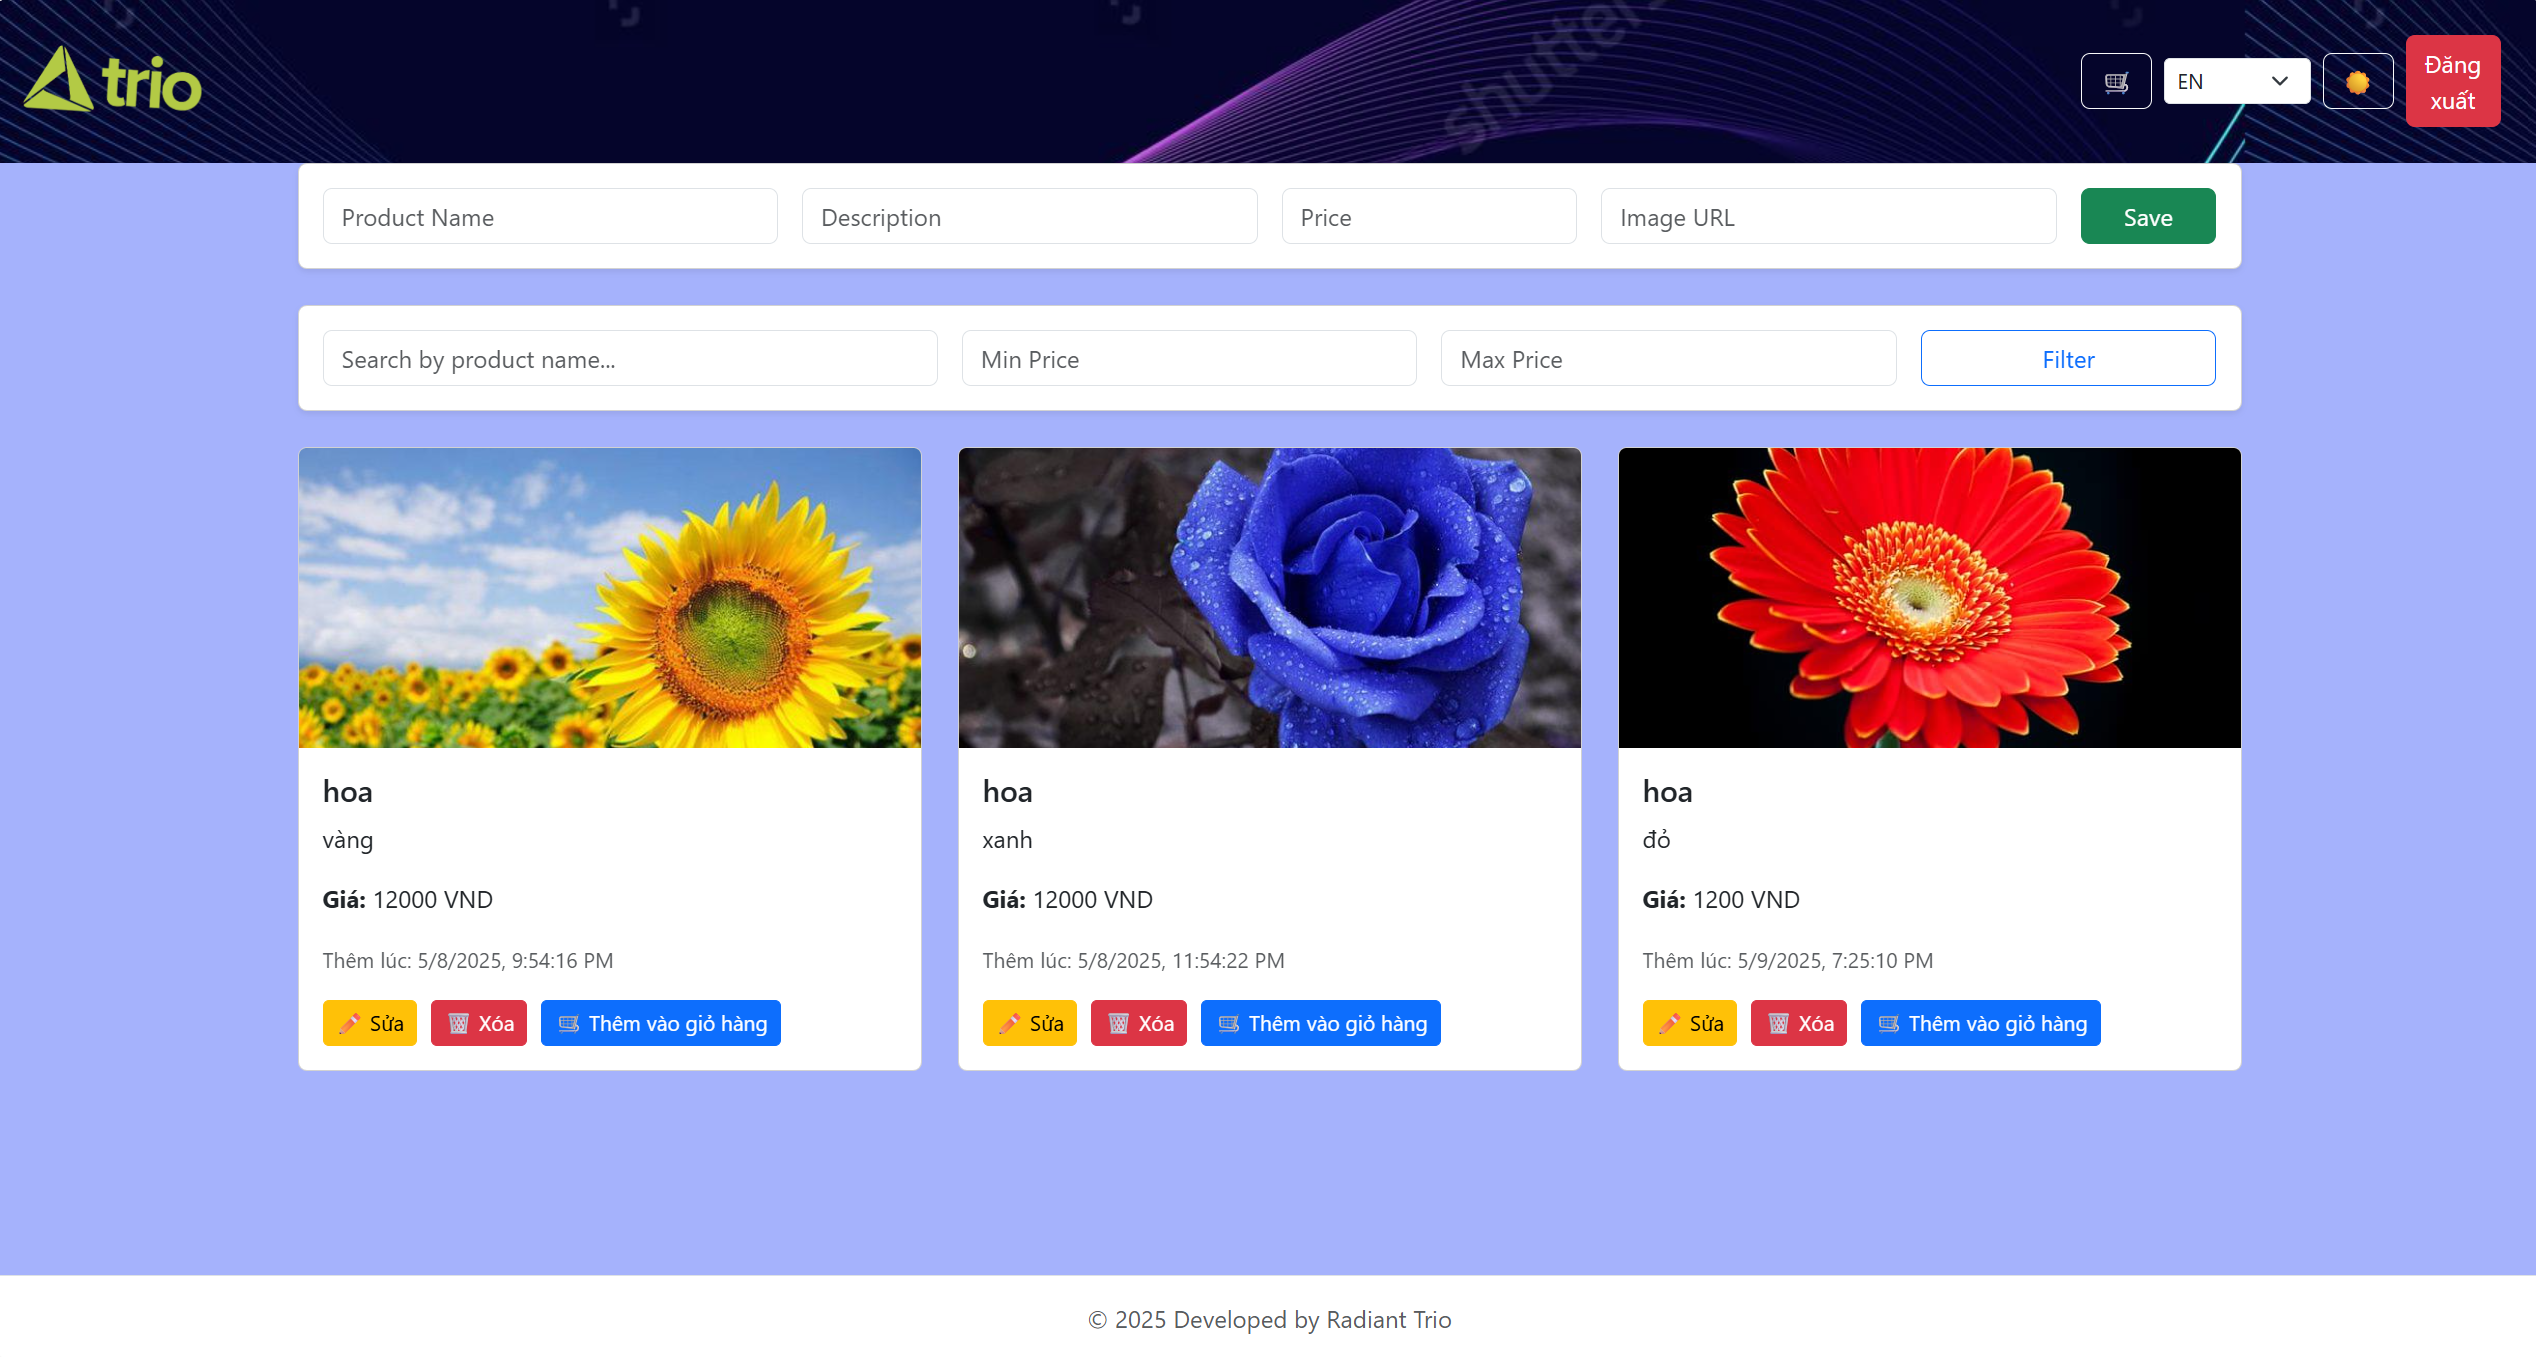 trio
shutter
EN
Đăng
xuất
Product Name
Description
Price
Image URL
Save
Search by product name...
Min Price
Max Price
Filter
hoa
vàng
Giá: 12000 VND
Thêm lúc: 5/8/2025, 9:54:16 PM
Sửa
Xóa
Thêm vào giỏ hàng
hoa
xanh
Giá: 12000 VND
Thêm lúc: 5/8/2025, 11:54:22 PM
Sửa
Xóa
Thêm vào giỏ hàng
hoa
đỏ
Giá: 1200 VND
Thêm lúc: 5/9/2025, 7:25:10 PM
Sửa
Xóa
Thêm vào giỏ hàng
© 2025 Developed by Radiant Trio